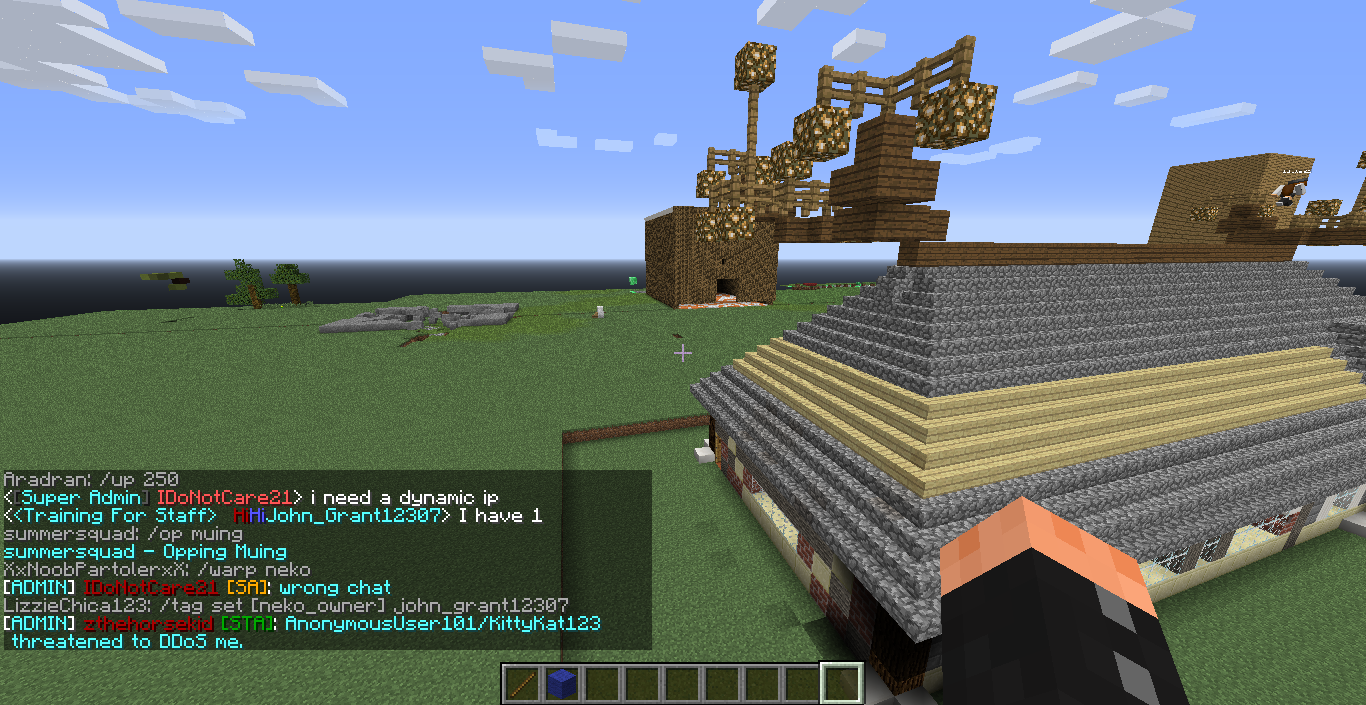 Aradran: /up 250
<[Super Admin] IDoNotCare21> i need a dynamic ip
<<Training For Staff> HiHiJohn_Grant12307> I have 1
summersquad: /op muing
summersquad - Opping Muing
XxNoobPartolerxX: /warp neko
[ADMIN] IDoNotCare21 [SA]: wrong chat
LizzieChica123: /tag set [neko_owner] john_grant12307
[ADMIN] zthehorsekid [STA]: AnonymousUser101/KittyKat123
threatened to DDoS me.